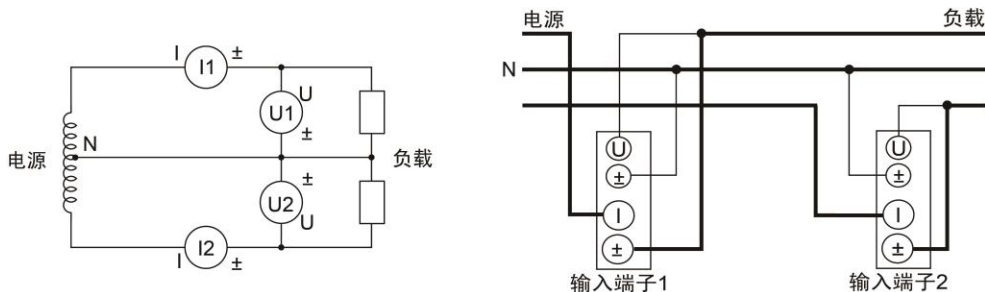 I I1 ±
U
U1
±
N
电源
负载
±
U2
U
I I2 ±
电源 负载
N
U U
± ±
I I
± ±
输入端子1 输入端子2